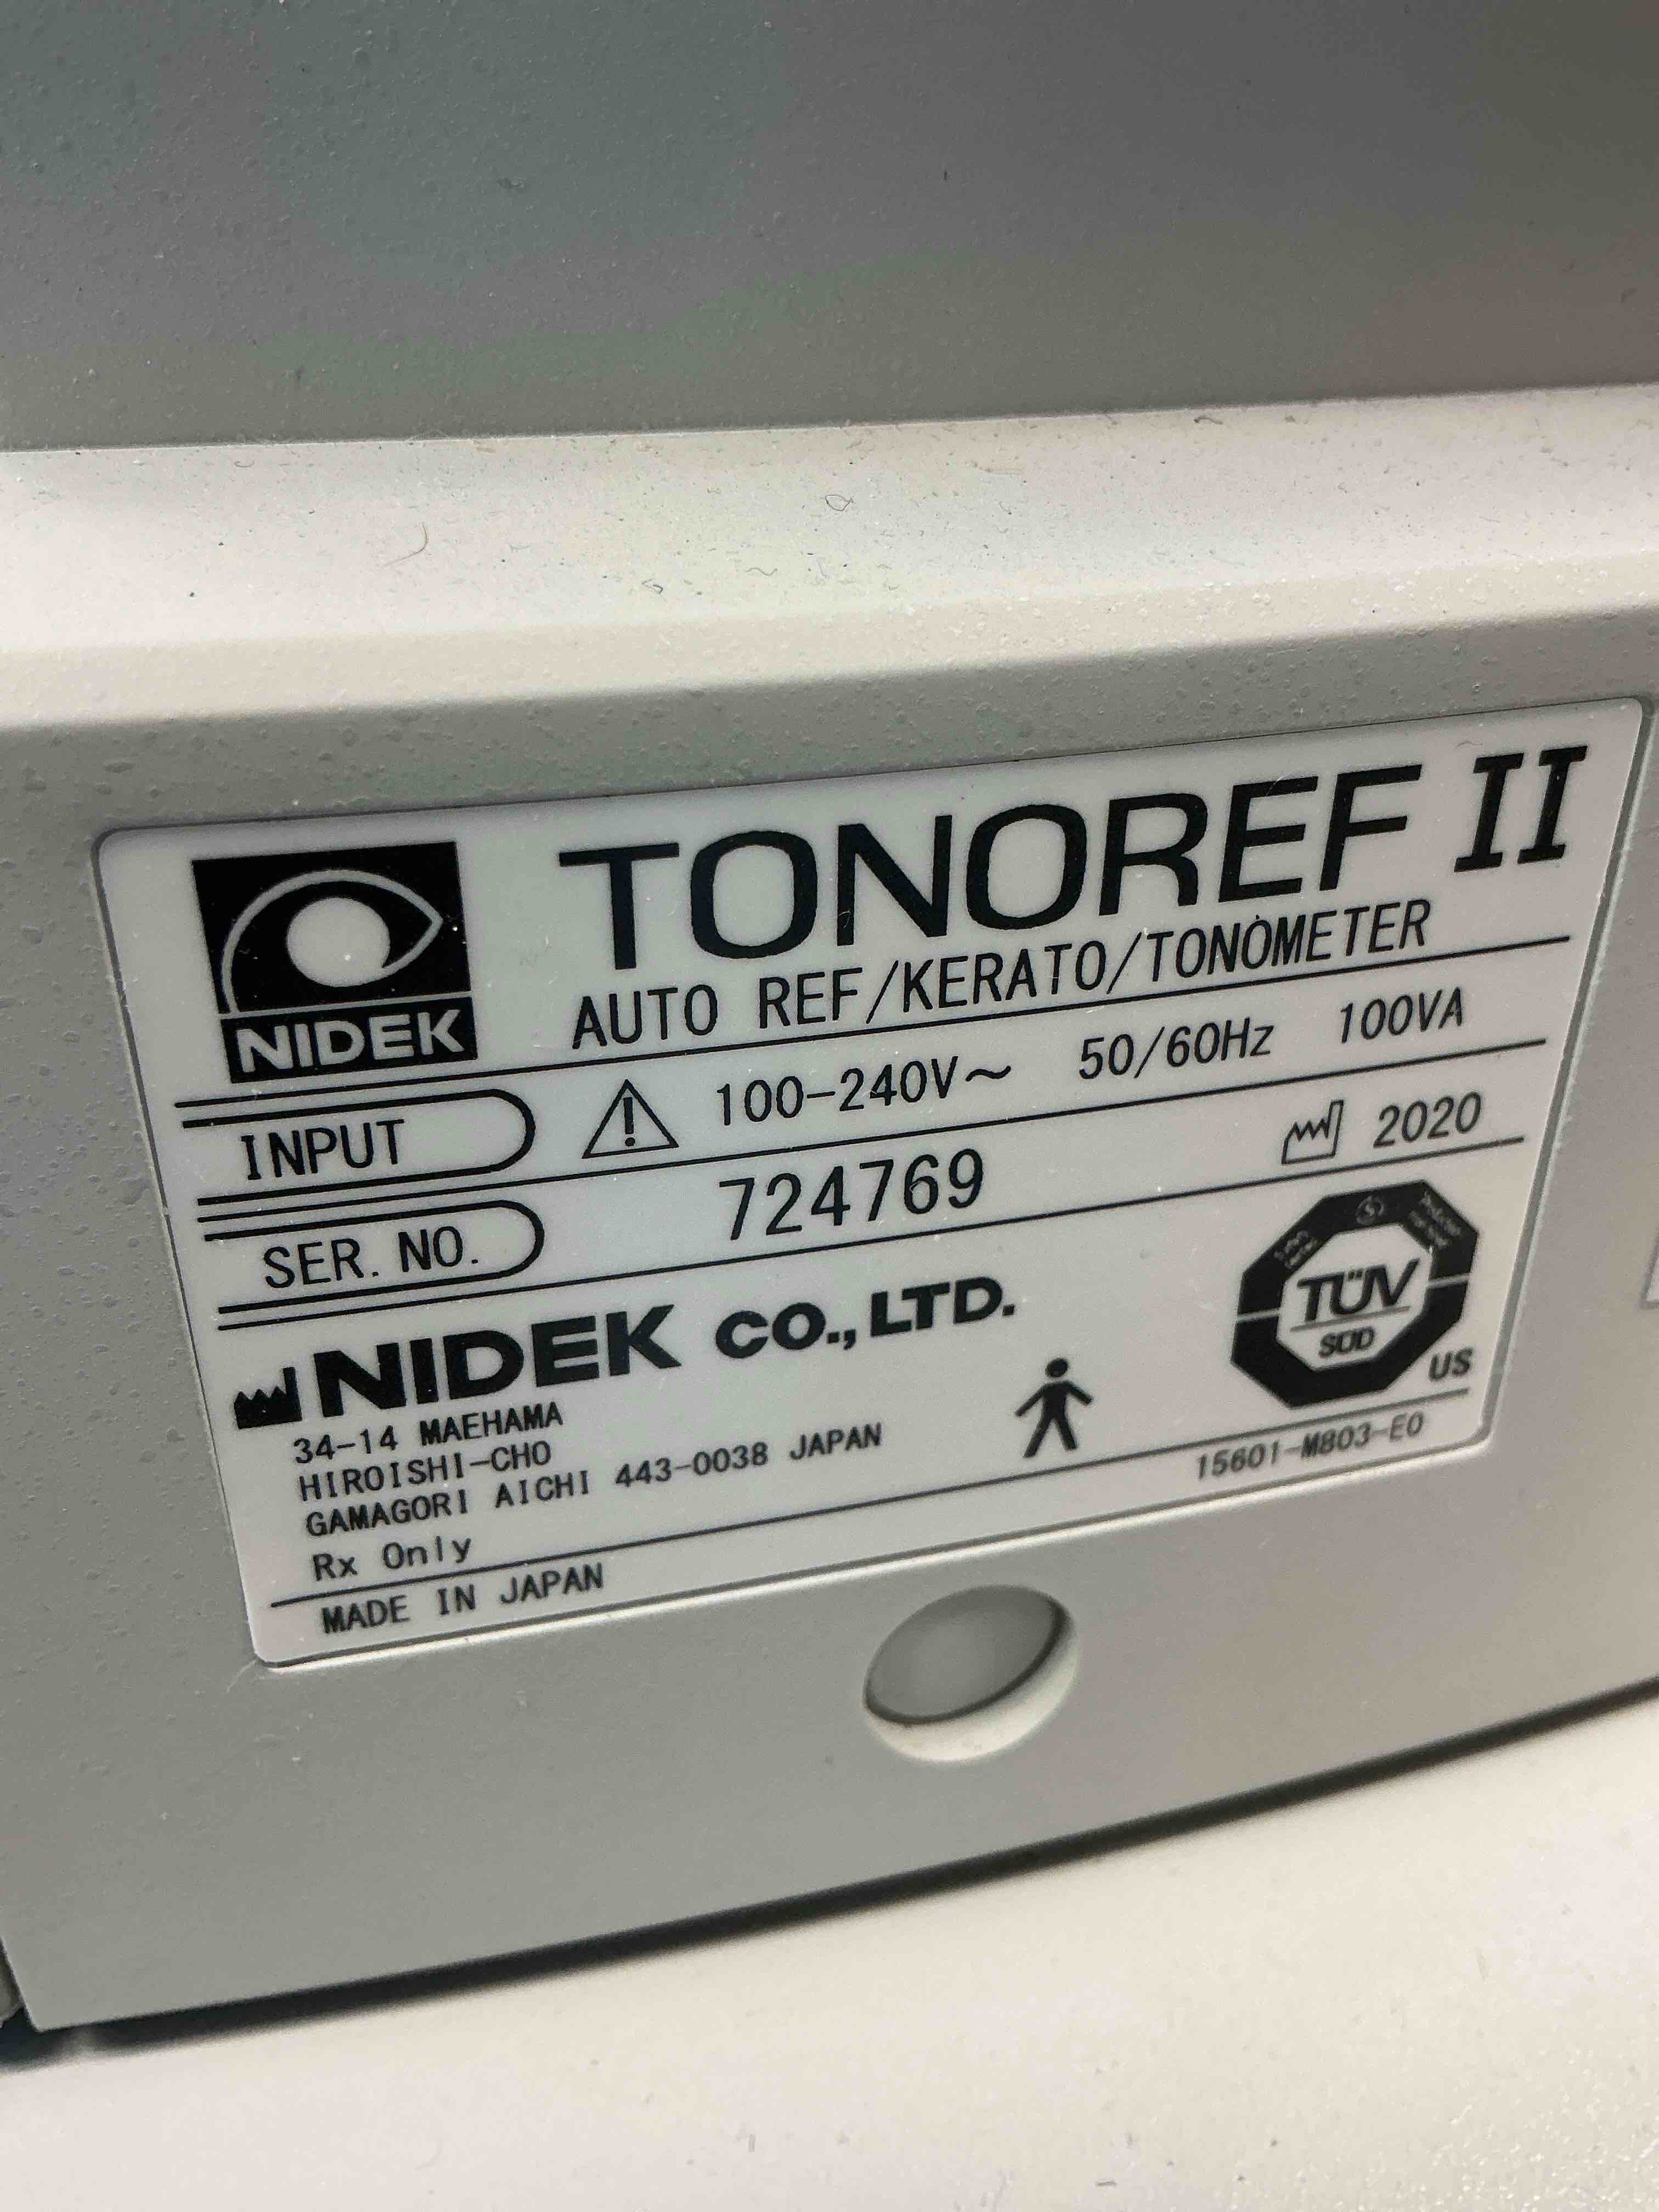 NIDEK
TONOREF II
AUTO REF/KERATO/TONOMETER
INPUT 100-240V~ 50/60Hz 100VA
SER. NO. 724769 2020
NIDEK CO., LTD.
34-14 MAEHAMA
HIROISHI-CHO
GAMAGORI AICHI 443-0038 JAPAN
Rx Only
TÜV
SÜD
US
15601-M803-E0
MADE IN JAPAN